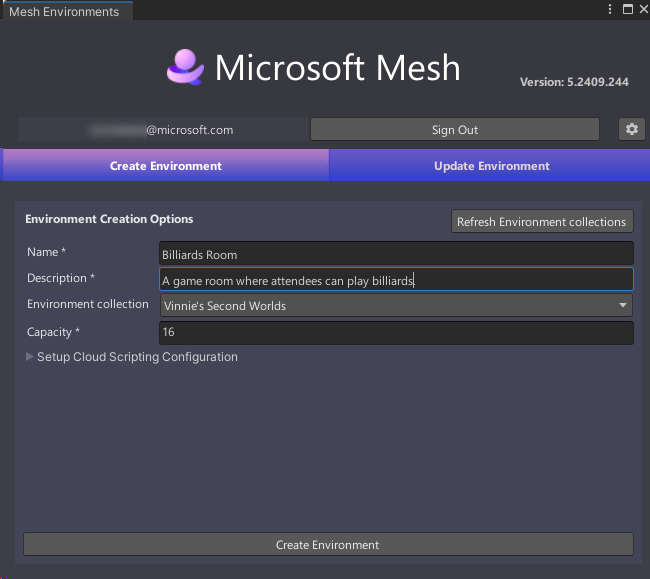 Mesh Environments
Microsoft Mesh
Version: 5.2409.244
@microsoft.com
Sign Out
Create Environment
Update Environment
Environment Creation Options
Refresh Environment collections
Name *
Billiards Room
Description *
A game room where attendees can play billiards.
Environment collection
Vinnie's Second Worlds
Capacity *
16
Setup Cloud Scripting Configuration
Create Environment